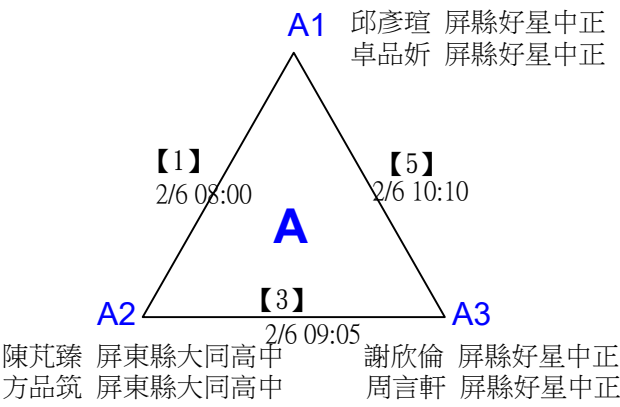 A1
邱彥瑄 屏縣好星中正
卓品妡 屏縣好星中正
【1】
2/6 08:00
【5】
2/6 10:10
A
A2
【3】
2/6 09:05
A3
陳芃臻 屏東縣大同高中
方品筑 屏東縣大同高中
謝欣倫 屏縣好星中正
周言軒 屏縣好星中正